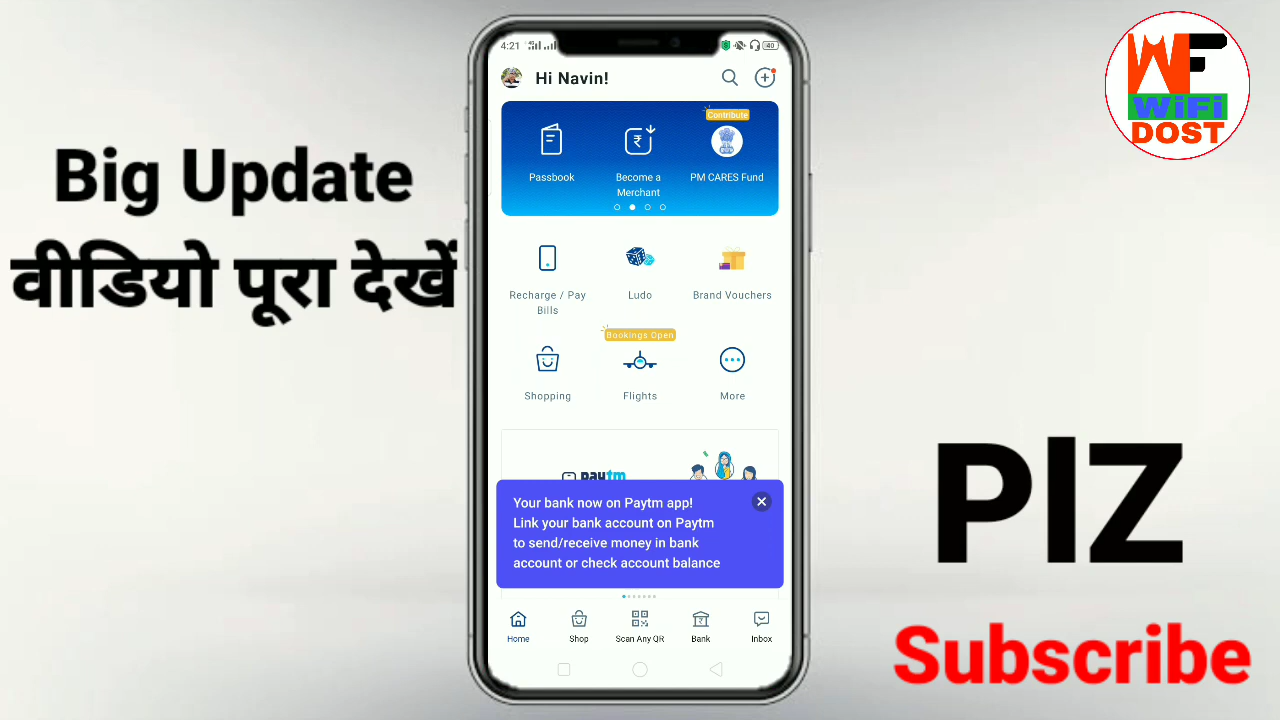 4:21
40
Hi Navin!
Contribute
Passbook
Become a
Merchant
PM CARES Fund
Recharge / Pay
Bills
Ludo
Brand Vouchers
Bookings Open
Shopping
Flights
More
paytm
Your bank now on Paytm app!
Link your bank account on Paytm
to send/receive money in bank
account or check account balance
Home
Shop
Scan Any QR
Bank
Inbox
Big Update
वीडियो पूरा देखें
WF
WiFi
DOST
PlZ
Subscribe